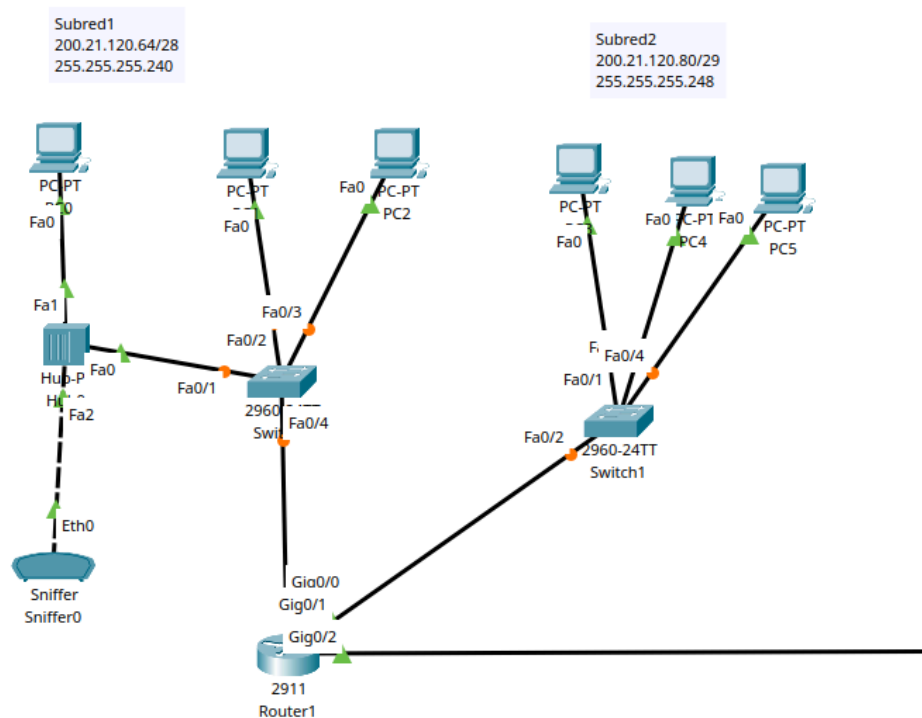 Subred1
200.21.120.64/28
255.255.255.240
Subred2
200.21.120.80/29
255.255.255.248
PC-PT
Fa0
PC-PT
Fa0
Fa0
PC-PT
PC2
PC-PT
Fa0
Fa0
PC4
Fa0
PC-PT
PC5
Fa1
Fa0
Fa2
Fa0/3
Fa0/2
Fa0/1
Fa0/4
Fa0/4
Fa0/1
Fa0/2
2960-24TT
Switch1
Eth0
Sniffer
Sniffer0
Gig0/0
Gig0/1
Gig0/2
2911
Router1